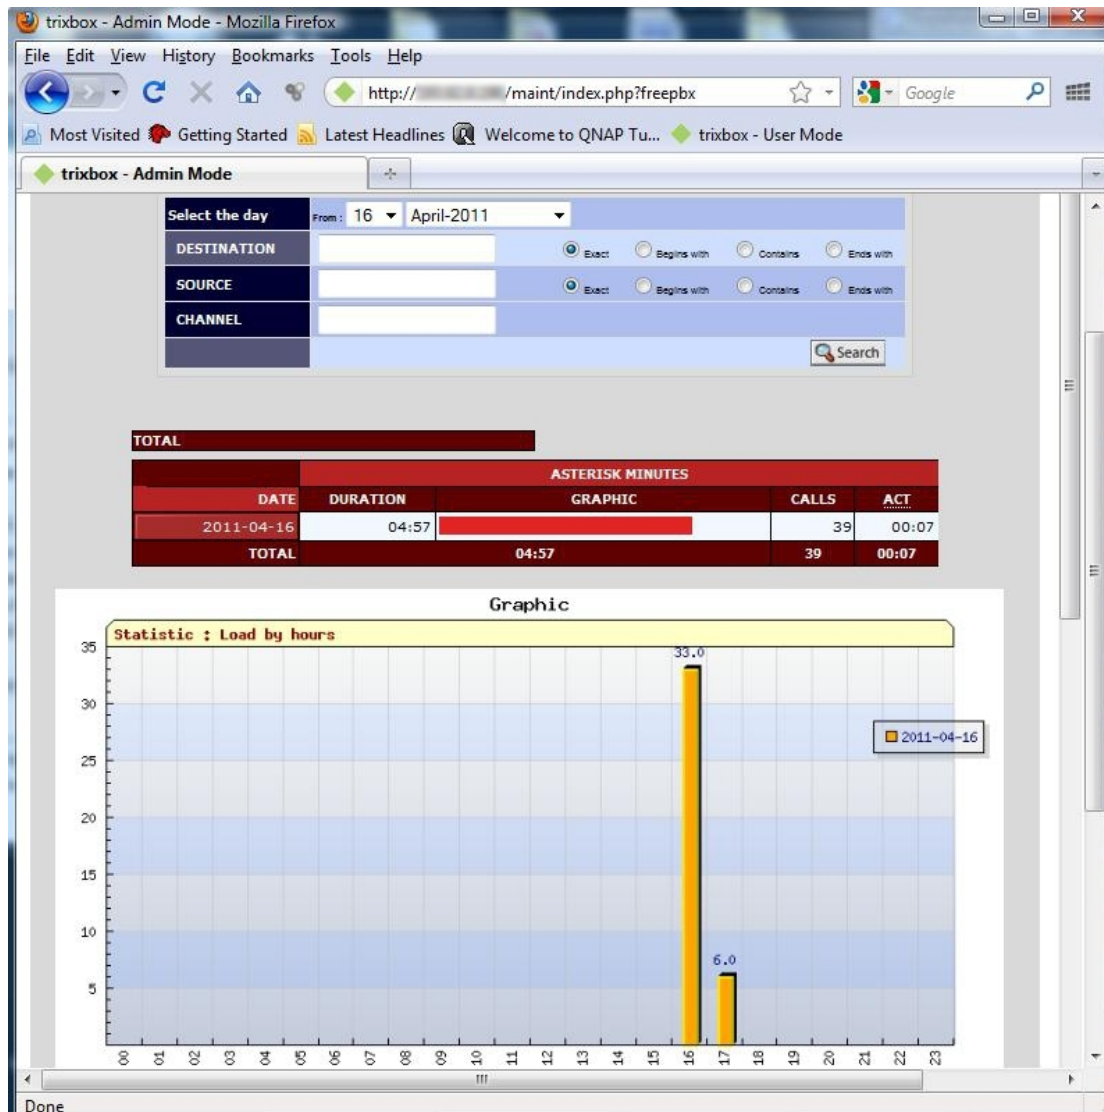 trixbox - Admin Mode - Mozilla Firefox
File Edit View History Bookmarks Tools Help
http:// /maint/index.php?freepbx Google
Most Visited Getting Started Latest Headlines Welcome to QNAP Tu... trixbox - User Mode
trixbox - Admin Mode
Select the day From : 16 April-2011
DESTINATION Exact Begins with Contains Ends with
SOURCE Exact Begins with Contains Ends with
CHANNEL
Search
TOTAL
ASTERISK MINUTES
DATE DURATION GRAPHIC CALLS ACT
2011-04-16 04:57 39 00:07
TOTAL 04:57 39 00:07
Graphic
Statistic : Load by hours
35
33.0
30
2011-04-16
25
20
15
10
6.0
5
00 01 02 03 04 05 06 07 08 09 10 11 12 13 14 15 16 17 18 19 20 21 22 23
Done